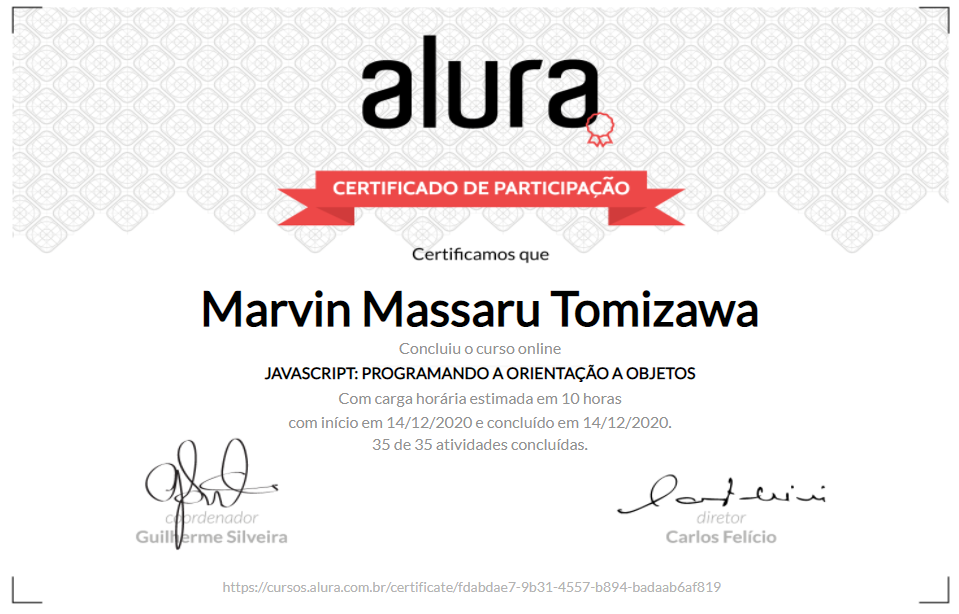 alura
CERTIFICADO DE PARTICIPAÇÃO
Certificamos que
Marvin Massaru Tomizawa
Concluiu o curso online
JAVASCRIPT: PROGRAMANDO A ORIENTAÇÃO A OBJETOS
Com carga horária estimada em 10 horas
com início em 14/12/2020 e concluído em 14/12/2020.
35 de 35 atividades concluídas.
coordenador
Guilherme Silveira
diretor
Carlos Felício
https://cursos.alura.com.br/certificate/fdabdae7-9b31-4557-b894-badaab6af819